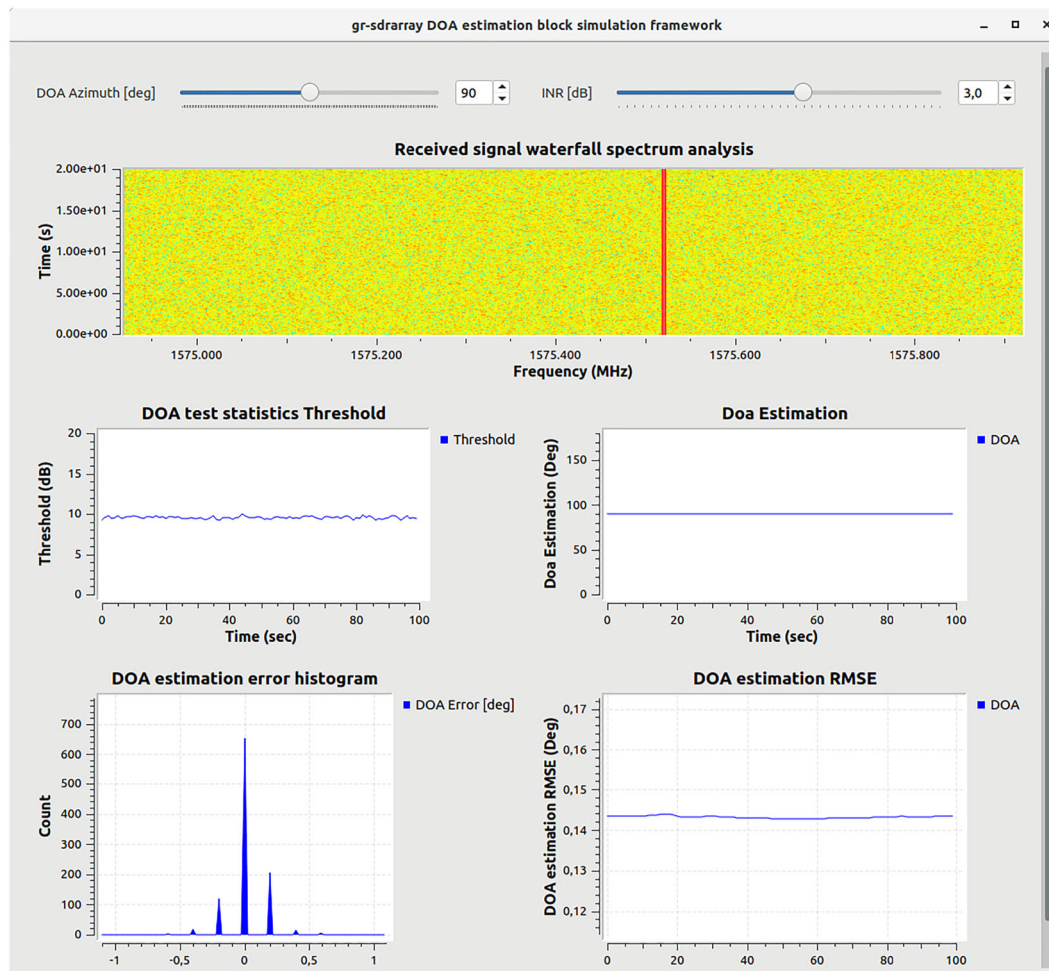 gr-sdrarray DOA estimation block simulation framework
DOA Azimuth [deg] 90 INR [dB] 3,0
Received signal waterfall spectrum analysis
Time (s)
2.00e+01
1.50e+01
1.00e+01
5.00e+00
0.00e+00
1575.000 1575.200 1575.400 1575.600 1575.800
Frequency (MHz)
DOA test statistics Threshold
Threshold
Threshold (dB)
20
15
10
5
0
0 20 40 60 80 100
Time (sec)
Doa Estimation
DOA
Doa Estimation (Deg)
150
100
50
0
0 20 40 60 80 100
Time (sec)
DOA estimation error histogram
DOA Error [deg]
Count
700
600
500
400
300
200
100
0
-1 -0,5 0 0,5 1
DOA estimation RMSE
DOA
DOA estimation RMSE (Deg)
0,17
0,16
0,15
0,14
0,13
0,12
0 20 40 60 80 100